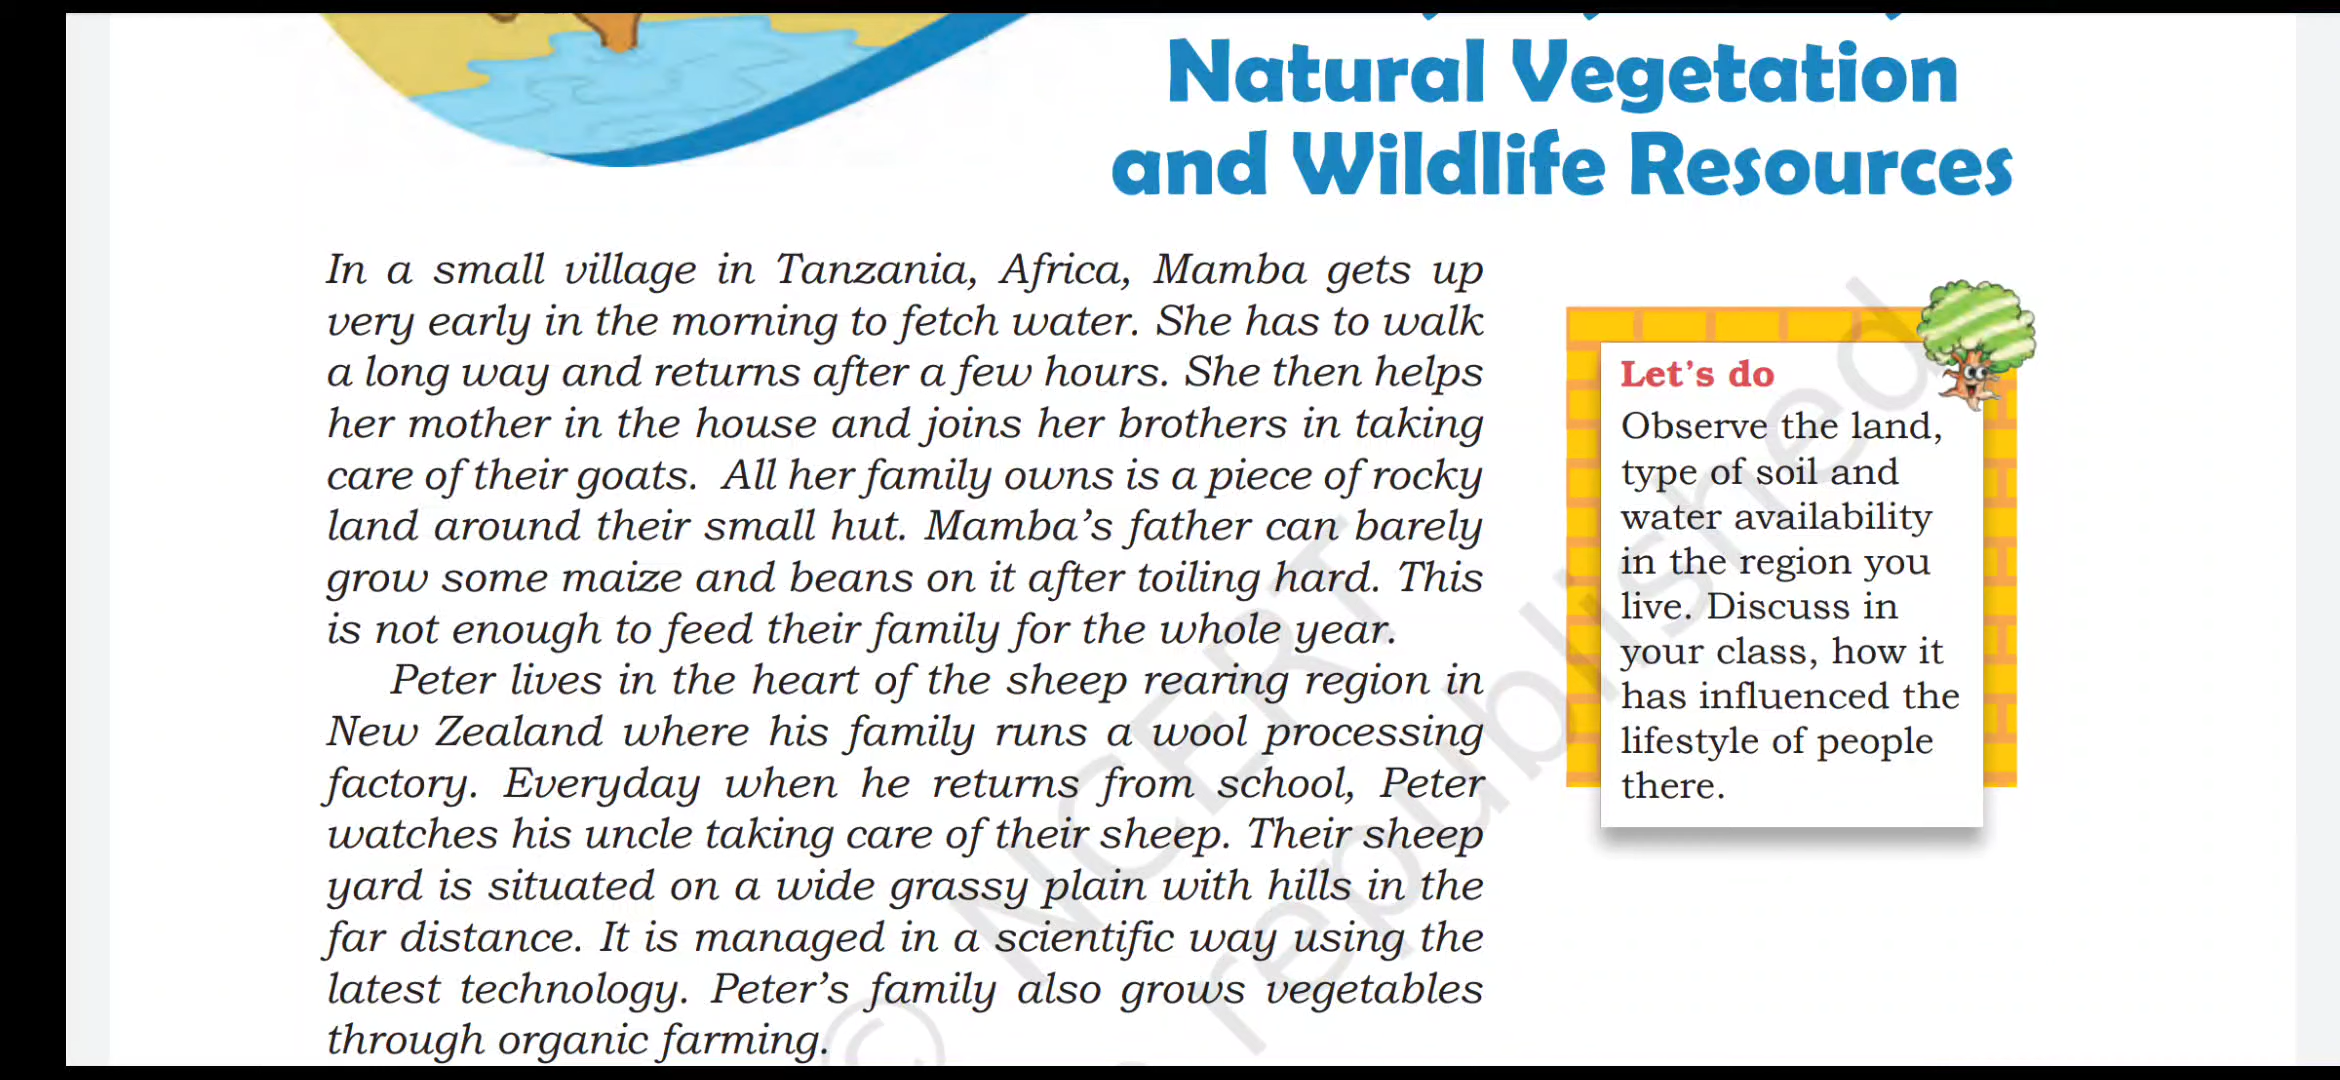 Natural Vegetation
and Wildlife Resources
In a small village in Tanzania, Africa, Mamba gets up
very early in the morning to fetch water. She has to walk
a long way and returns after a few hours. She then helps
her mother in the house and joins her brothers in taking
care of their goats. All her family owns is a piece of rocky
land around their small hut. Mamba’s father can barely
grow some maize and beans on it after toiling hard. This
is not enough to feed their family for the whole year.
Peter lives in the heart of the sheep rearing region in
New Zealand where his family runs a wool processing
factory. Everyday when he returns from school, Peter
watches his uncle taking care of their sheep. Their sheep
yard is situated on a wide grassy plain with hills in the
far distance. It is managed in a scientific way using the
latest technology. Peter’s family also grows vegetables
through organic farming.
Let’s do
Observe the land,
type of soil and
water availability
in the region you
live. Discuss in
your class, how it
has influenced the
lifestyle of people
there.
© NCERT
republished